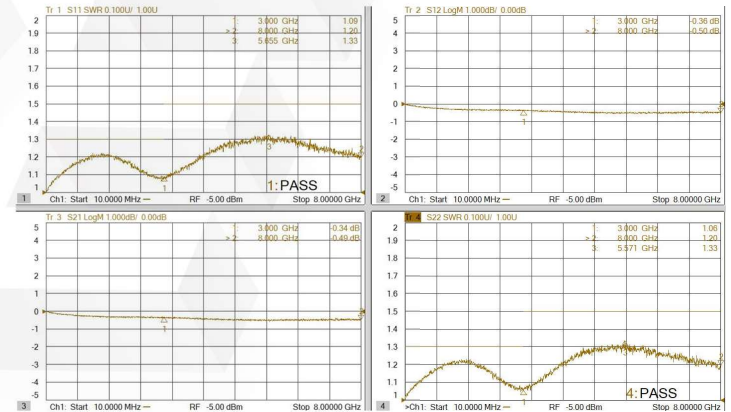 Tr 1 S11 SWR 0.100U/ 1.00U
1: 3.000 GHz 1.09
> 2: 8.000 GHz 1.20
3: 5.655 GHz 1.33
2
1.9
1.8
1.7
1.6
1.5
1.4
1.3
1.2
1.1
1
3
2
1
1:PASS
1 Ch1: Start 10.0000 MHz — RF -5.00 dBm Stop 8.00000 GHz
Tr 2 S12 LogM 1.000dB/ 0.00dB
1: 3.000 GHz -0.36 dB
> 2: 8.000 GHz -0.50 dB
5
4
3
2
1
0
-1
-2
-3
-4
-5
1
2 Ch1: Start 10.0000 MHz — RF -5.00 dBm Stop 8.00000 GHz
Tr 3 S21 LogM 1.000dB/ 0.00dB
1: 3.000 GHz -0.34 dB
> 2: 8.000 GHz -0.49 dB
5
4
3
2
1
0
-1
-2
-3
-4
-5
1
3 Ch1: Start 10.0000 MHz — RF -5.00 dBm Stop 8.00000 GHz
Tr 4 S22 SWR 0.100U/ 1.00U
1: 3.000 GHz 1.06
> 2: 8.000 GHz 1.20
3: 5.571 GHz 1.33
2
1.9
1.8
1.7
1.6
1.5
1.4
1.3
1.2
1.1
1
2
1
4:PASS
4 >Ch1: Start 10.0000 MHz — RF -5.00 dBm Stop 8.00000 GHz